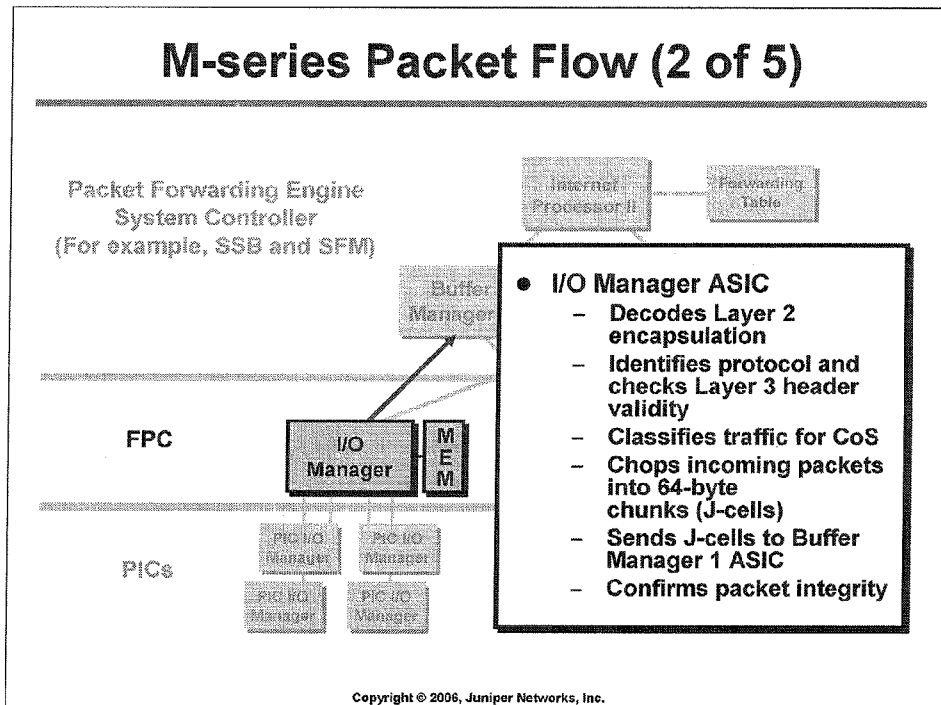 M-series Packet Flow (2 of 5)
Packet Forwarding Engine
System Controller
(For example, SSB and SFM)
Internet
Processor II
Forwarding
Table
Buffer
Manager
• I/O Manager ASIC
– Decodes Layer 2
encapsulation
– Identifies protocol and
checks Layer 3 header
validity
– Classifies traffic for CoS
– Chops incoming packets
into 64-byte
chunks (J-cells)
– Sends J-cells to Buffer
Manager 1 ASIC
– Confirms packet integrity
FPC
I/O
Manager
M
E
M
PICs
PIC I/O
Manager
PIC I/O
Manager
PIC I/O
Manager
PIC I/O
Manager
Copyright © 2006, Juniper Networks, Inc.